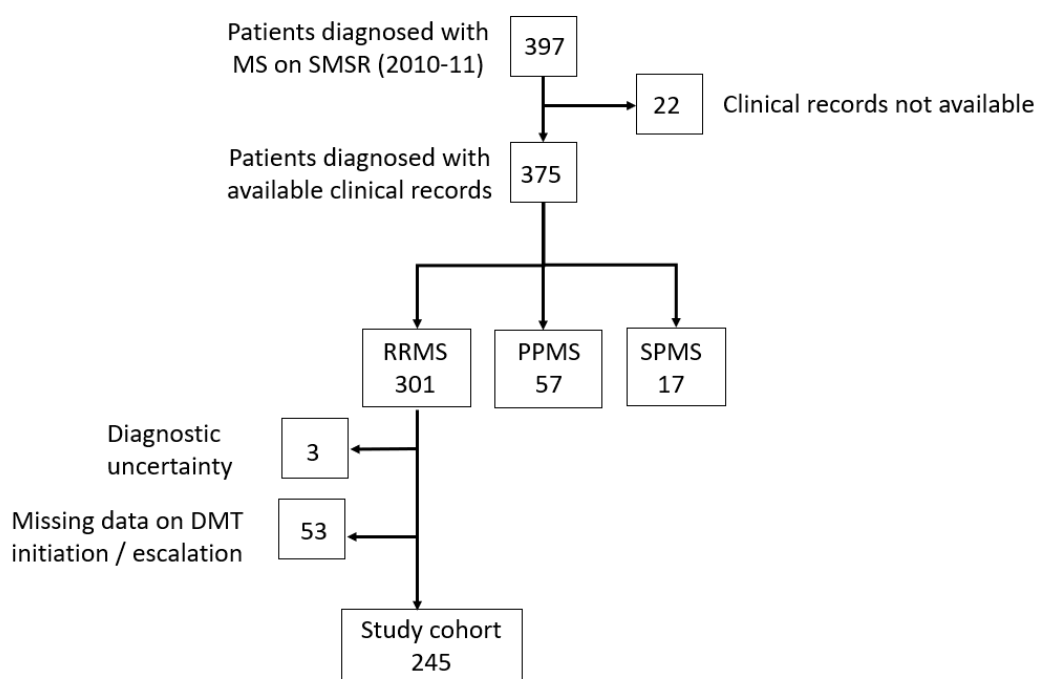 Patients diagnosed with
MS on SMSR (2010-11)
397
22
Clinical records not available
Patients diagnosed with
available clinical records
375
RRMS
301
PPMS
57
SPMS
17
Diagnostic
uncertainty
3
Missing data on DMT
initiation / escalation
53
Study cohort
245